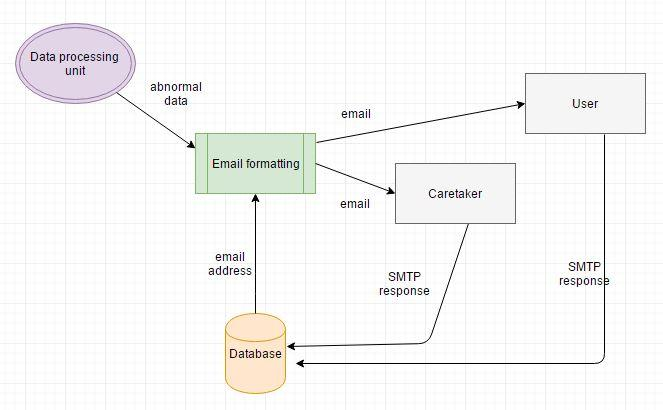 Data processing
unit
abnormal
data
email
User
Email formatting
Caretaker
email
email
address
SMTP
response
SMTP
response
Database